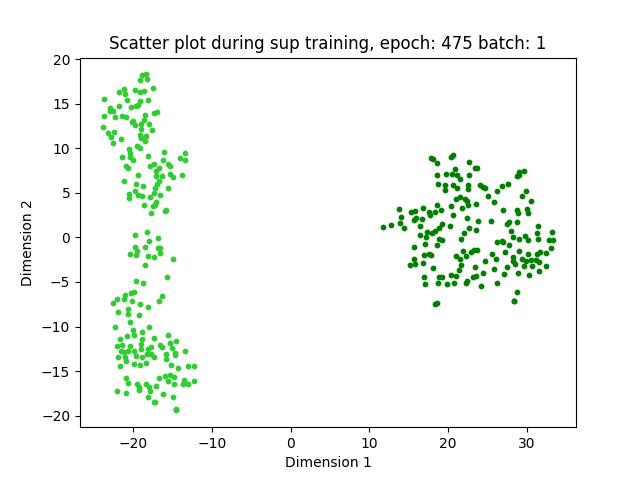 Scatter plot during sup training, epoch: 475 batch: 1
20
15
10
5
0
−5
−10
−15
−20
Dimension 2
−20 −10 0 10 20 30
Dimension 1